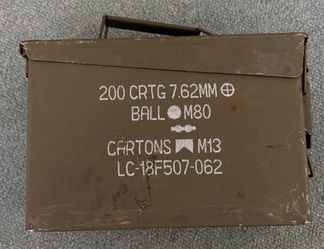 200 CRTG 7.62MM ⊕
BALL ● M80
CARTONS M13
LC-18F507-062